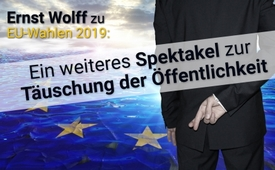 Ernst Wolff zu
EU-Wahlen 2019:
Ein weiteres Spektakel zur
Täuschung der Öffentlichkeit